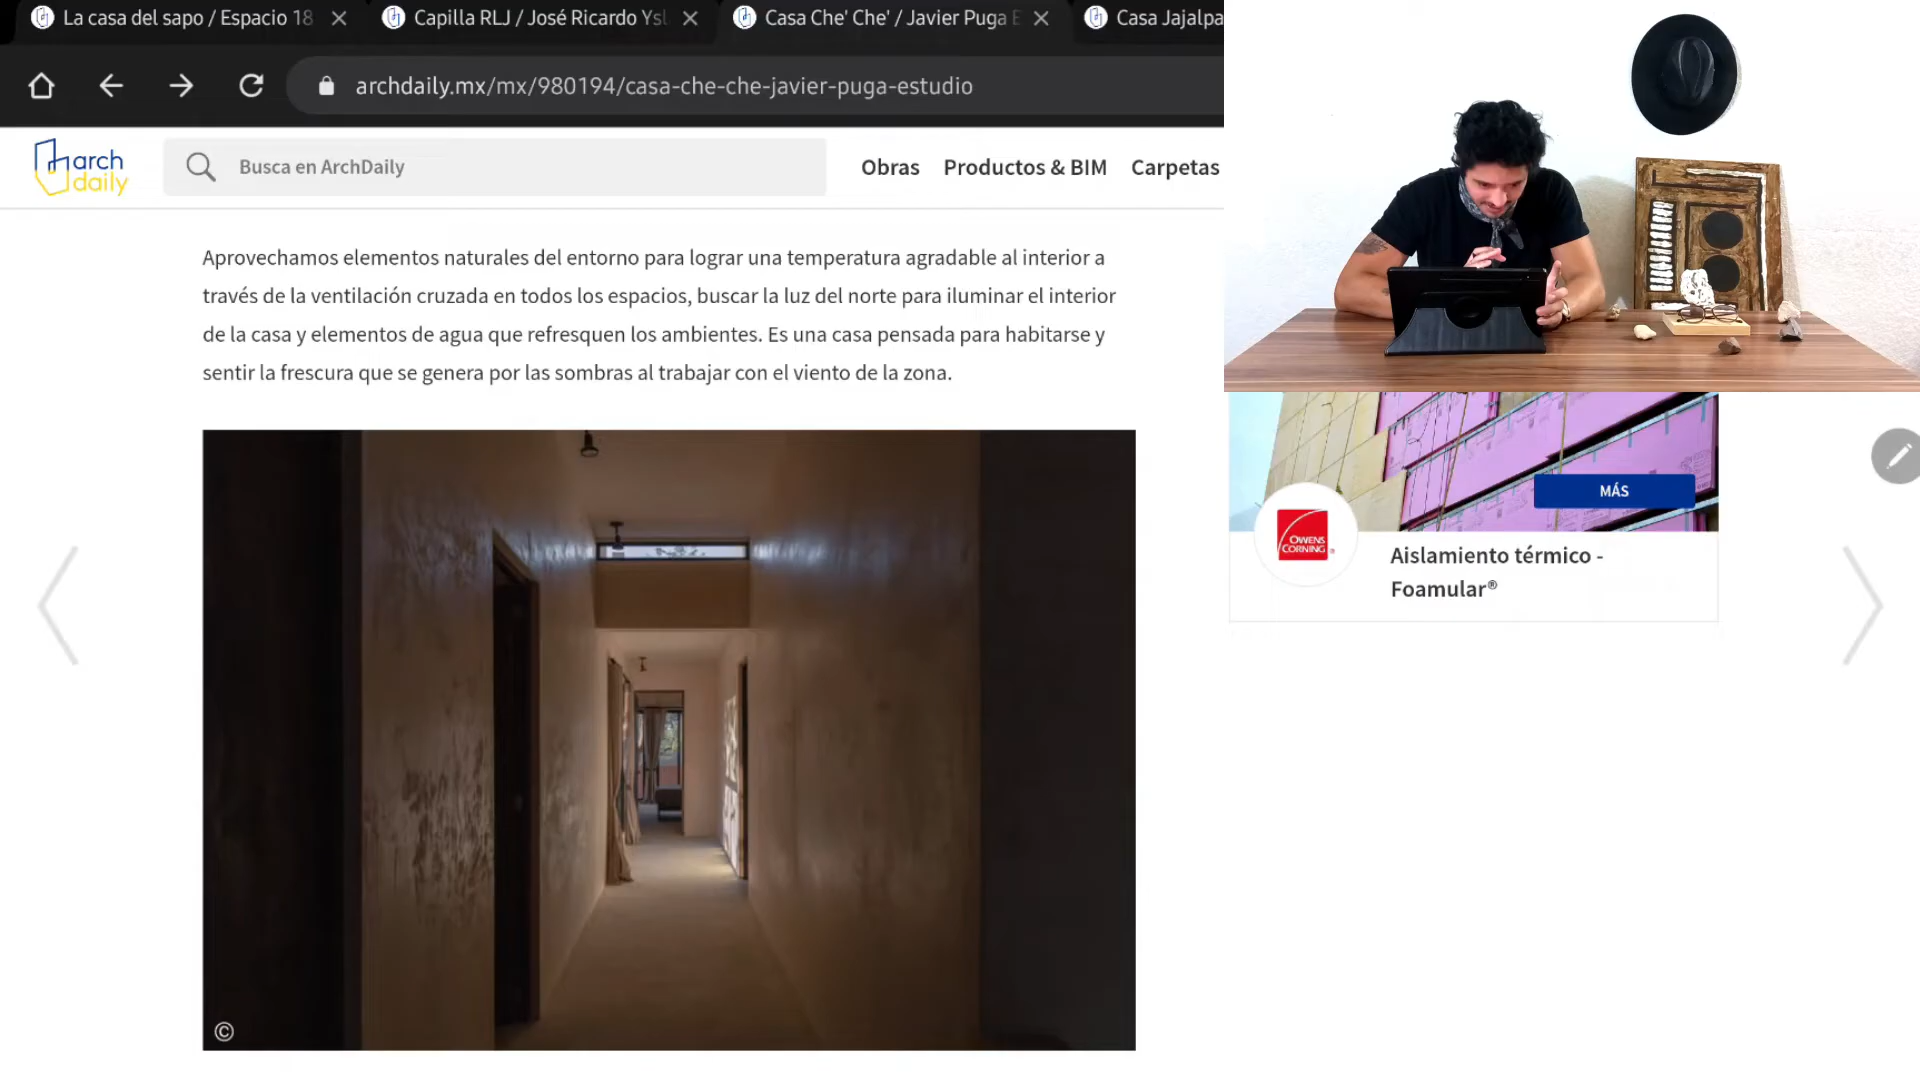 La casa del sapo / Espacio 18
Capilla RLJ / José Ricardo Ysl
Casa Che' Che' / Javier Puga E
Casa Jajalpa
archdaily.mx/mx/980194/casa-che-che-javier-puga-estudio
arch
daily
Busca en ArchDaily
Obras
Productos & BIM
Carpetas
Aprovechamos elementos naturales del entorno para lograr una temperatura agradable al interior a
través de la ventilación cruzada en todos los espacios, buscar la luz del norte para iluminar el interior
de la casa y elementos de agua que refresquen los ambientes. Es una casa pensada para habitarse y
sentir la frescura que se genera por las sombras al trabajar con el viento de la zona.
©
MÁS
OWENS
CORNING
Aislamiento térmico -
Foamular®